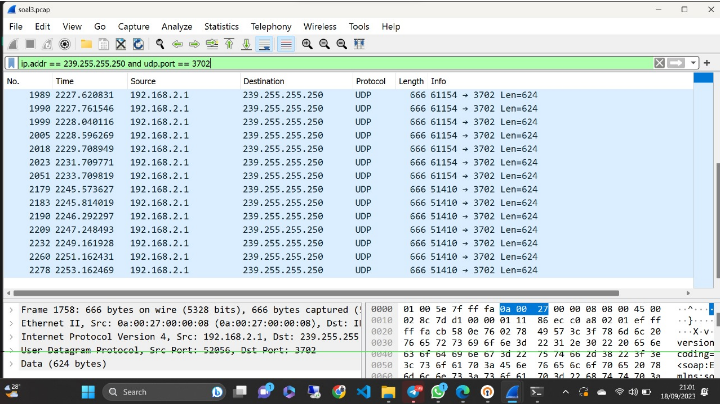 soal3.pcap
File Edit View Go Capture Analyze Statistics Telephony Wireless Tools Help
ip.addr == 239.255.255.250 and udp.port == 3702
No. Time Source Destination Protocol Length Info
1989 2227.620831 192.168.2.1 239.255.255.250 UDP 666 61154 → 3702 Len=624
1990 2227.761546 192.168.2.1 239.255.255.250 UDP 666 61154 → 3702 Len=624
1999 2228.040116 192.168.2.1 239.255.255.250 UDP 666 61154 → 3702 Len=624
2005 2228.596269 192.168.2.1 239.255.255.250 UDP 666 61154 → 3702 Len=624
2018 2229.708949 192.168.2.1 239.255.255.250 UDP 666 61154 → 3702 Len=624
2023 2231.709771 192.168.2.1 239.255.255.250 UDP 666 61154 → 3702 Len=624
2051 2233.709819 192.168.2.1 239.255.255.250 UDP 666 61154 → 3702 Len=624
2179 2245.573627 192.168.2.1 239.255.255.250 UDP 666 51410 → 3702 Len=624
2183 2245.814019 192.168.2.1 239.255.255.250 UDP 666 51410 → 3702 Len=624
2190 2246.292297 192.168.2.1 239.255.255.250 UDP 666 51410 → 3702 Len=624
2209 2247.248493 192.168.2.1 239.255.255.250 UDP 666 51410 → 3702 Len=624
2232 2249.161928 192.168.2.1 239.255.255.250 UDP 666 51410 → 3702 Len=624
2260 2251.162431 192.168.2.1 239.255.255.250 UDP 666 51410 → 3702 Len=624
2278 2253.162469 192.168.2.1 239.255.255.250 UDP 666 51410 → 3702 Len=624
Frame 1758: 666 bytes on wire (5328 bits), 666 bytes captured (5
Ethernet II, Src: 0a:00:27:00:00:08 (0a:00:27:00:00:08), Dst: I
Internet Protocol Version 4, Src: 192.168.2.1, Dst: 239.255.255
User Datagram Protocol, Src Port: 52056, Dst Port: 3702
Data (624 bytes)
0000 01 00 5e 7f ff fa 0a 00 27 00 00 08 08 00 45 00 ··^···
0010 02 8c 7d d1 00 00 01 11 86 ec c0 a8 02 01 ef ff ··}···
0020 ff fa cb 58 0e 76 02 78 49 57 3c 3f 78 6d 6c 20 ···X·v·
0030 76 65 72 73 69 6f 6e 3d 22 31 2e 30 22 20 65 6e version
0040 63 6f 64 69 6e 67 3d 22 75 74 66 2d 38 22 3f 3e coding=
0050 3c 73 6f 61 70 3a 45 6e 76 65 6c 6f 70 65 20 78 <soap:E
28°
Search
21:01
18/09/2023